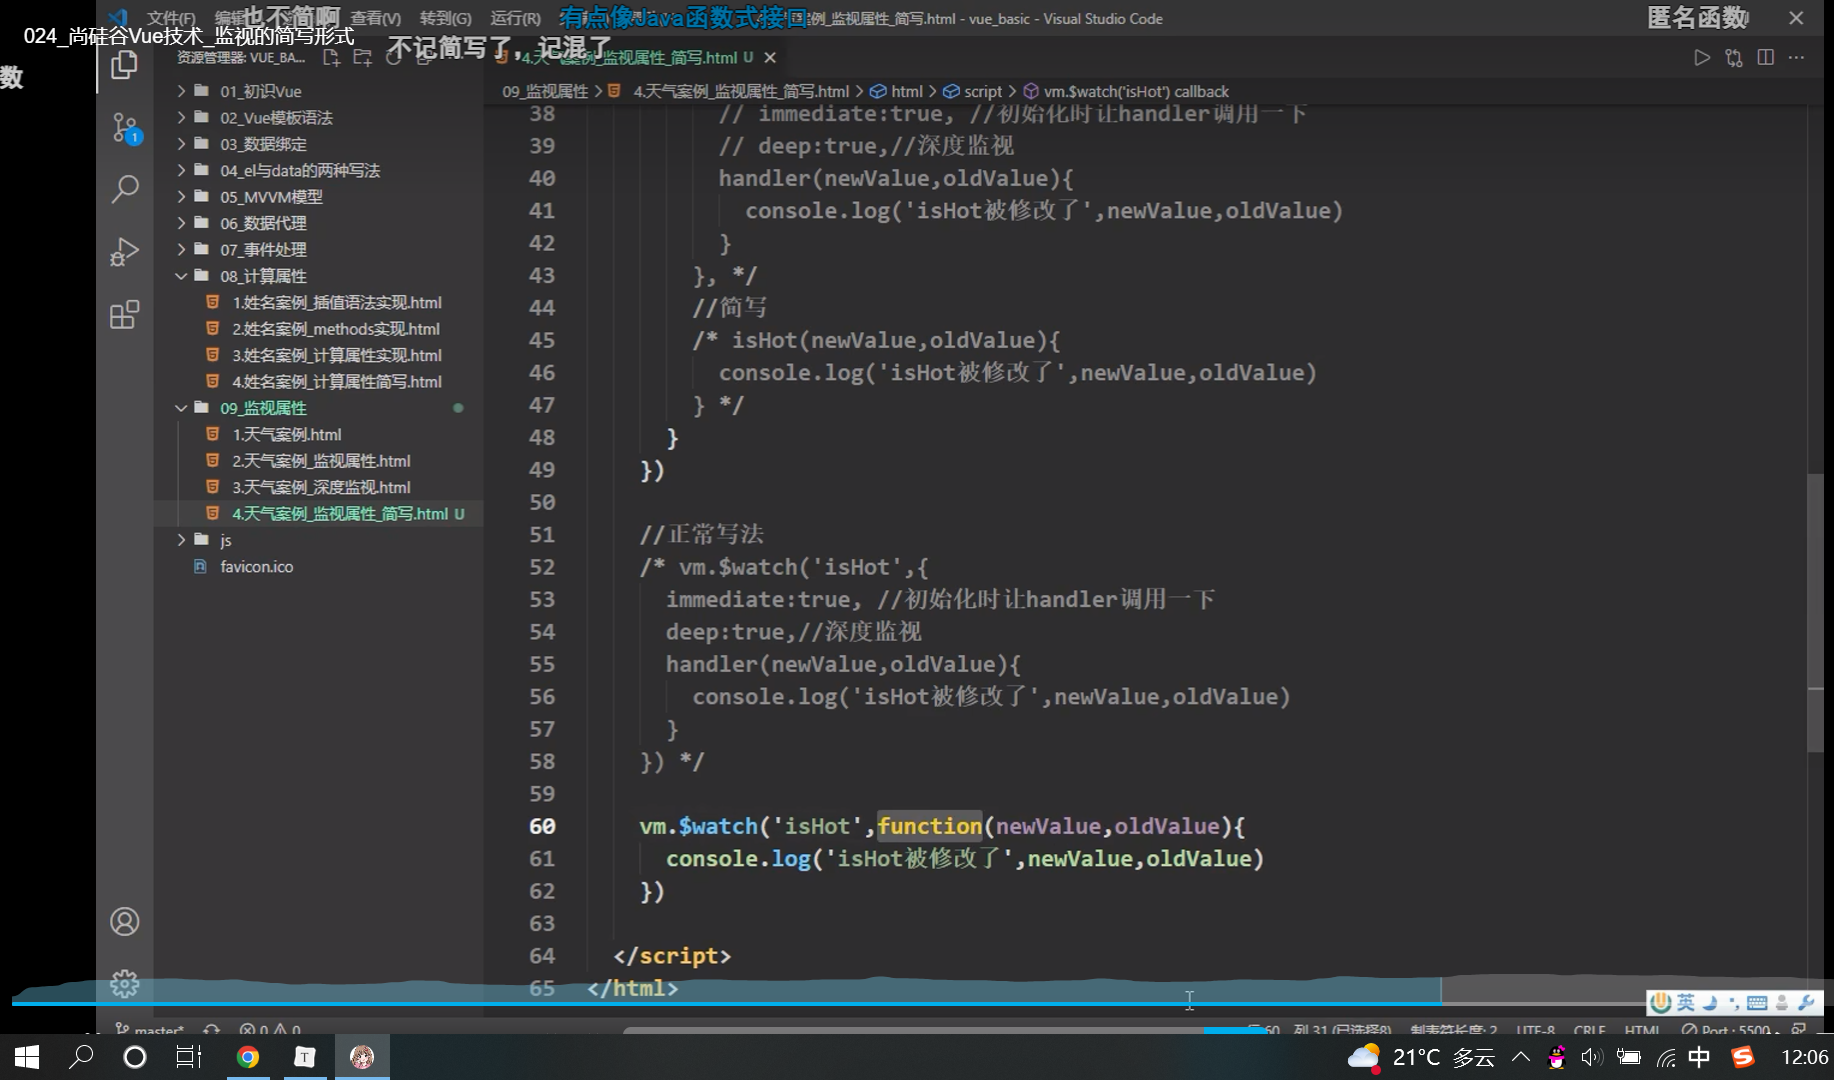 文件(F) 编辑 查看(V) 转到(G) 运行(R) 案例_监视属性_简写.html - vue_basic - Visual Studio Code
也不简啊
有点像Java函数式接口
匿名函数
024_尚硅谷Vue技术_监视的简写形式
不记简写了，记混了
数
资源管理器: VUE_BA...
4.天气案例_监视属性_简写.html U
09_监视属性 > 4.天气案例_监视属性_简写.html > html > script > vm.$watch('isHot') callback
01_初识Vue
02_Vue模板语法
03_数据绑定
04_el与data的两种写法
05_MVVM模型
06_数据代理
07_事件处理
08_计算属性
1.姓名案例_插值语法实现.html
2.姓名案例_methods实现.html
3.姓名案例_计算属性实现.html
4.姓名案例_计算属性简写.html
09_监视属性
1.天气案例.html
2.天气案例_监视属性.html
3.天气案例_深度监视.html
4.天气案例_监视属性_简写.html U
js
favicon.ico
1
38 // immediate:true, //初始化时让handler调用一下
39 // deep:true,//深度监视
40 handler(newValue,oldValue){
41 console.log('isHot被修改了',newValue,oldValue)
42 }
43 }, */
44 //简写
45 /* isHot(newValue,oldValue){
46 console.log('isHot被修改了',newValue,oldValue)
47 } */
48 }
49 })
50
51 //正常写法
52 /* vm.$watch('isHot',{
53 immediate:true, //初始化时让handler调用一下
54 deep:true,//深度监视
55 handler(newValue,oldValue){
56 console.log('isHot被修改了',newValue,oldValue)
57 }
58 }) */
59
60 vm.$watch('isHot',function(newValue,oldValue){
61 console.log('isHot被修改了',newValue,oldValue)
62 })
63
64 </script>
65 </html>
英
master* 0 0 60, 列 31 (已选择8) 制表符长度: 2 UTF-8 CRLF HTML Port : 5500
T 21°C 多云 中 12:06